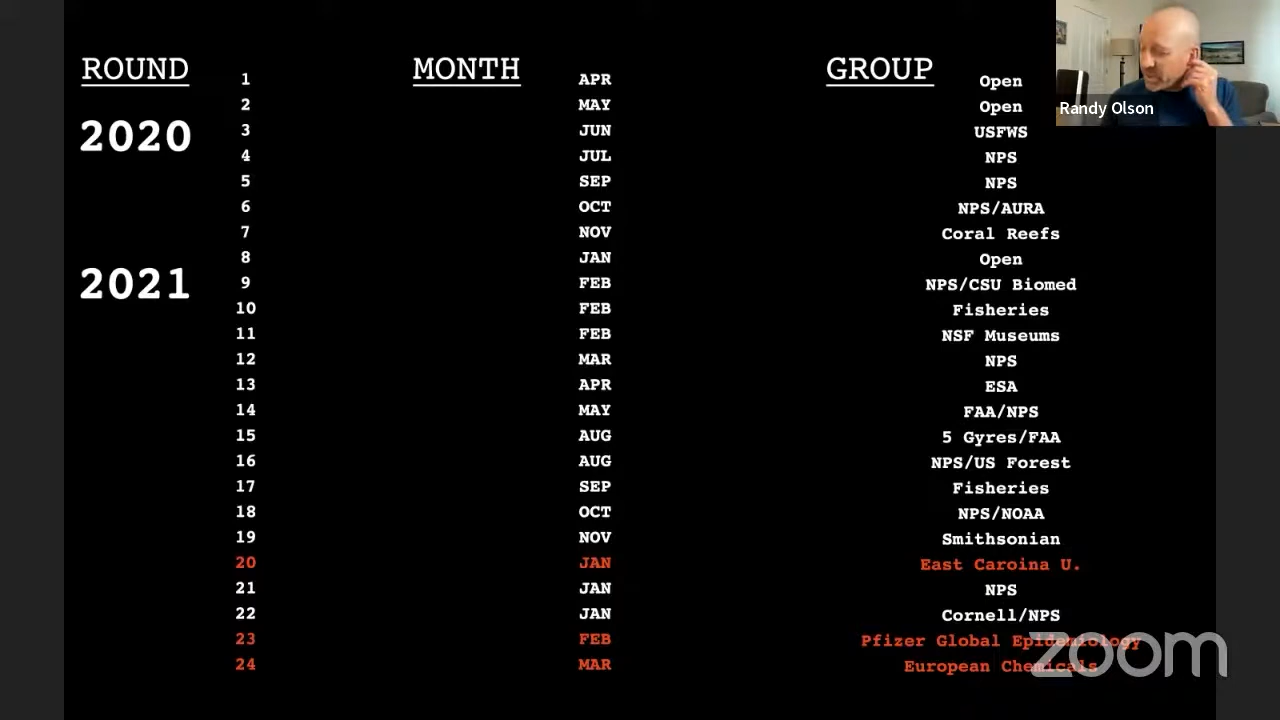 ROUND MONTH GROUP
1 APR Open
2 MAY Open
2020
3 JUN USFWS
4 JUL NPS
5 SEP NPS
6 OCT NPS/AURA
7 NOV Coral Reefs
8 JAN Open
2021
9 FEB NPS/CSU Biomed
10 FEB Fisheries
11 FEB NSF Museums
12 MAR NPS
13 APR ESA
14 MAY FAA/NPS
15 AUG 5 Gyres/FAA
16 AUG NPS/US Forest
17 SEP Fisheries
18 OCT NPS/NOAA
19 NOV Smithsonian
20 JAN East Caroina U.
21 JAN NPS
22 JAN Cornell/NPS
23 FEB Pfizer Global Epidemiology
24 MAR European Chemicals
Randy Olson
zoom